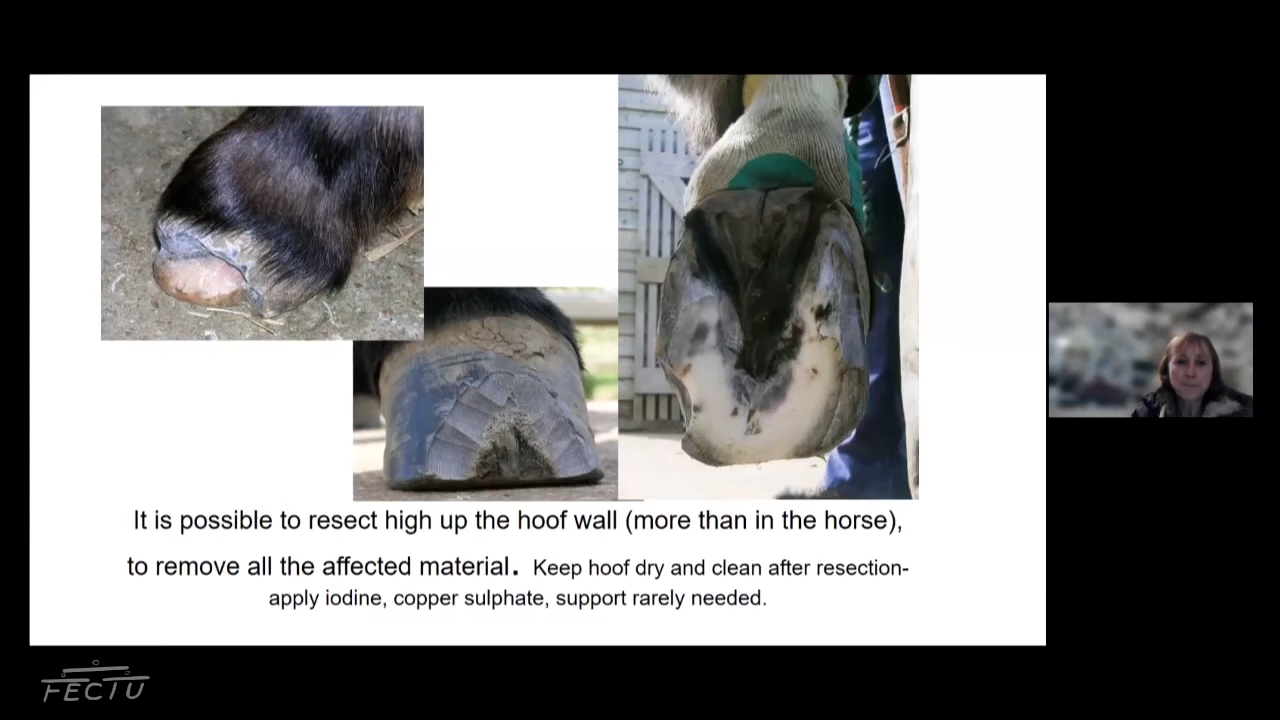 It is possible to resect high up the hoof wall (more than in the horse),
to remove all the affected material. Keep hoof dry and clean after resection-
apply iodine, copper sulphate, support rarely needed.
FECTU